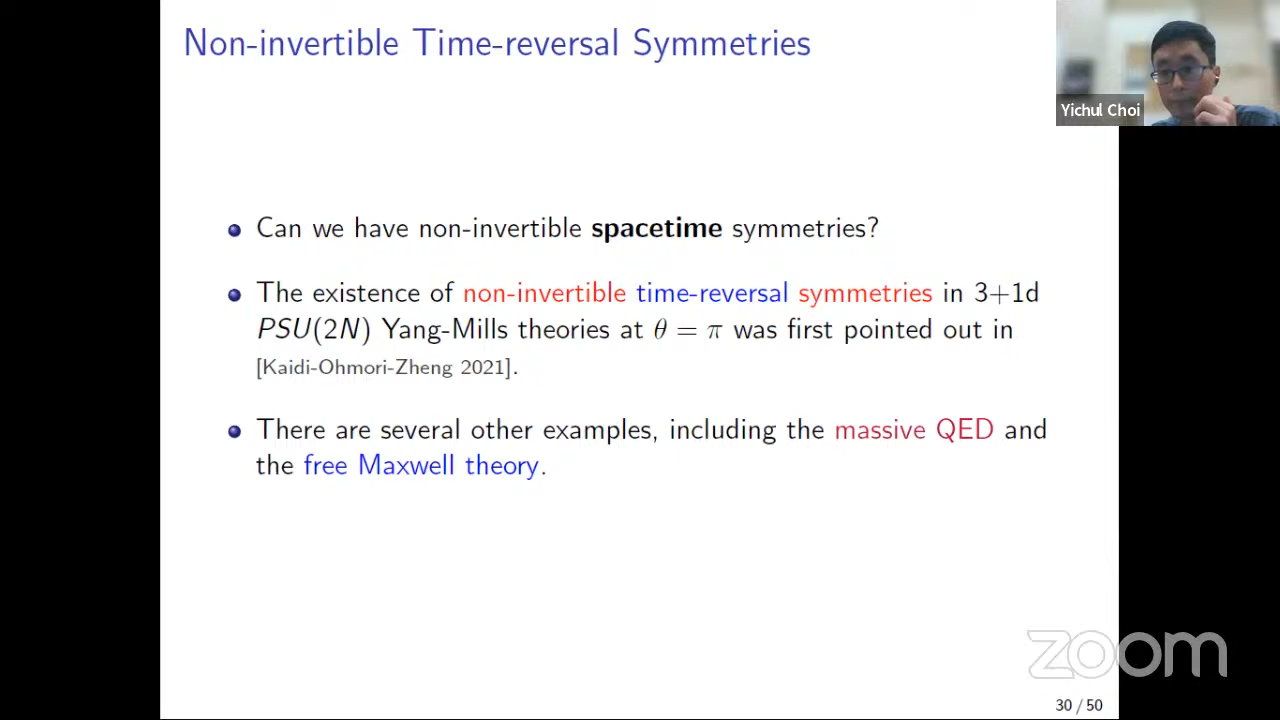 Non-invertible Time-reversal Symmetries
Yichul Choi
Can we have non-invertible spacetime symmetries?
The existence of non-invertible time-reversal symmetries in 3+1d
PSU(2N) Yang-Mills theories at θ = π was first pointed out in
[Kaidi-Ohmori-Zheng 2021].
There are several other examples, including the massive QED and
the free Maxwell theory.
zoom
30 / 50